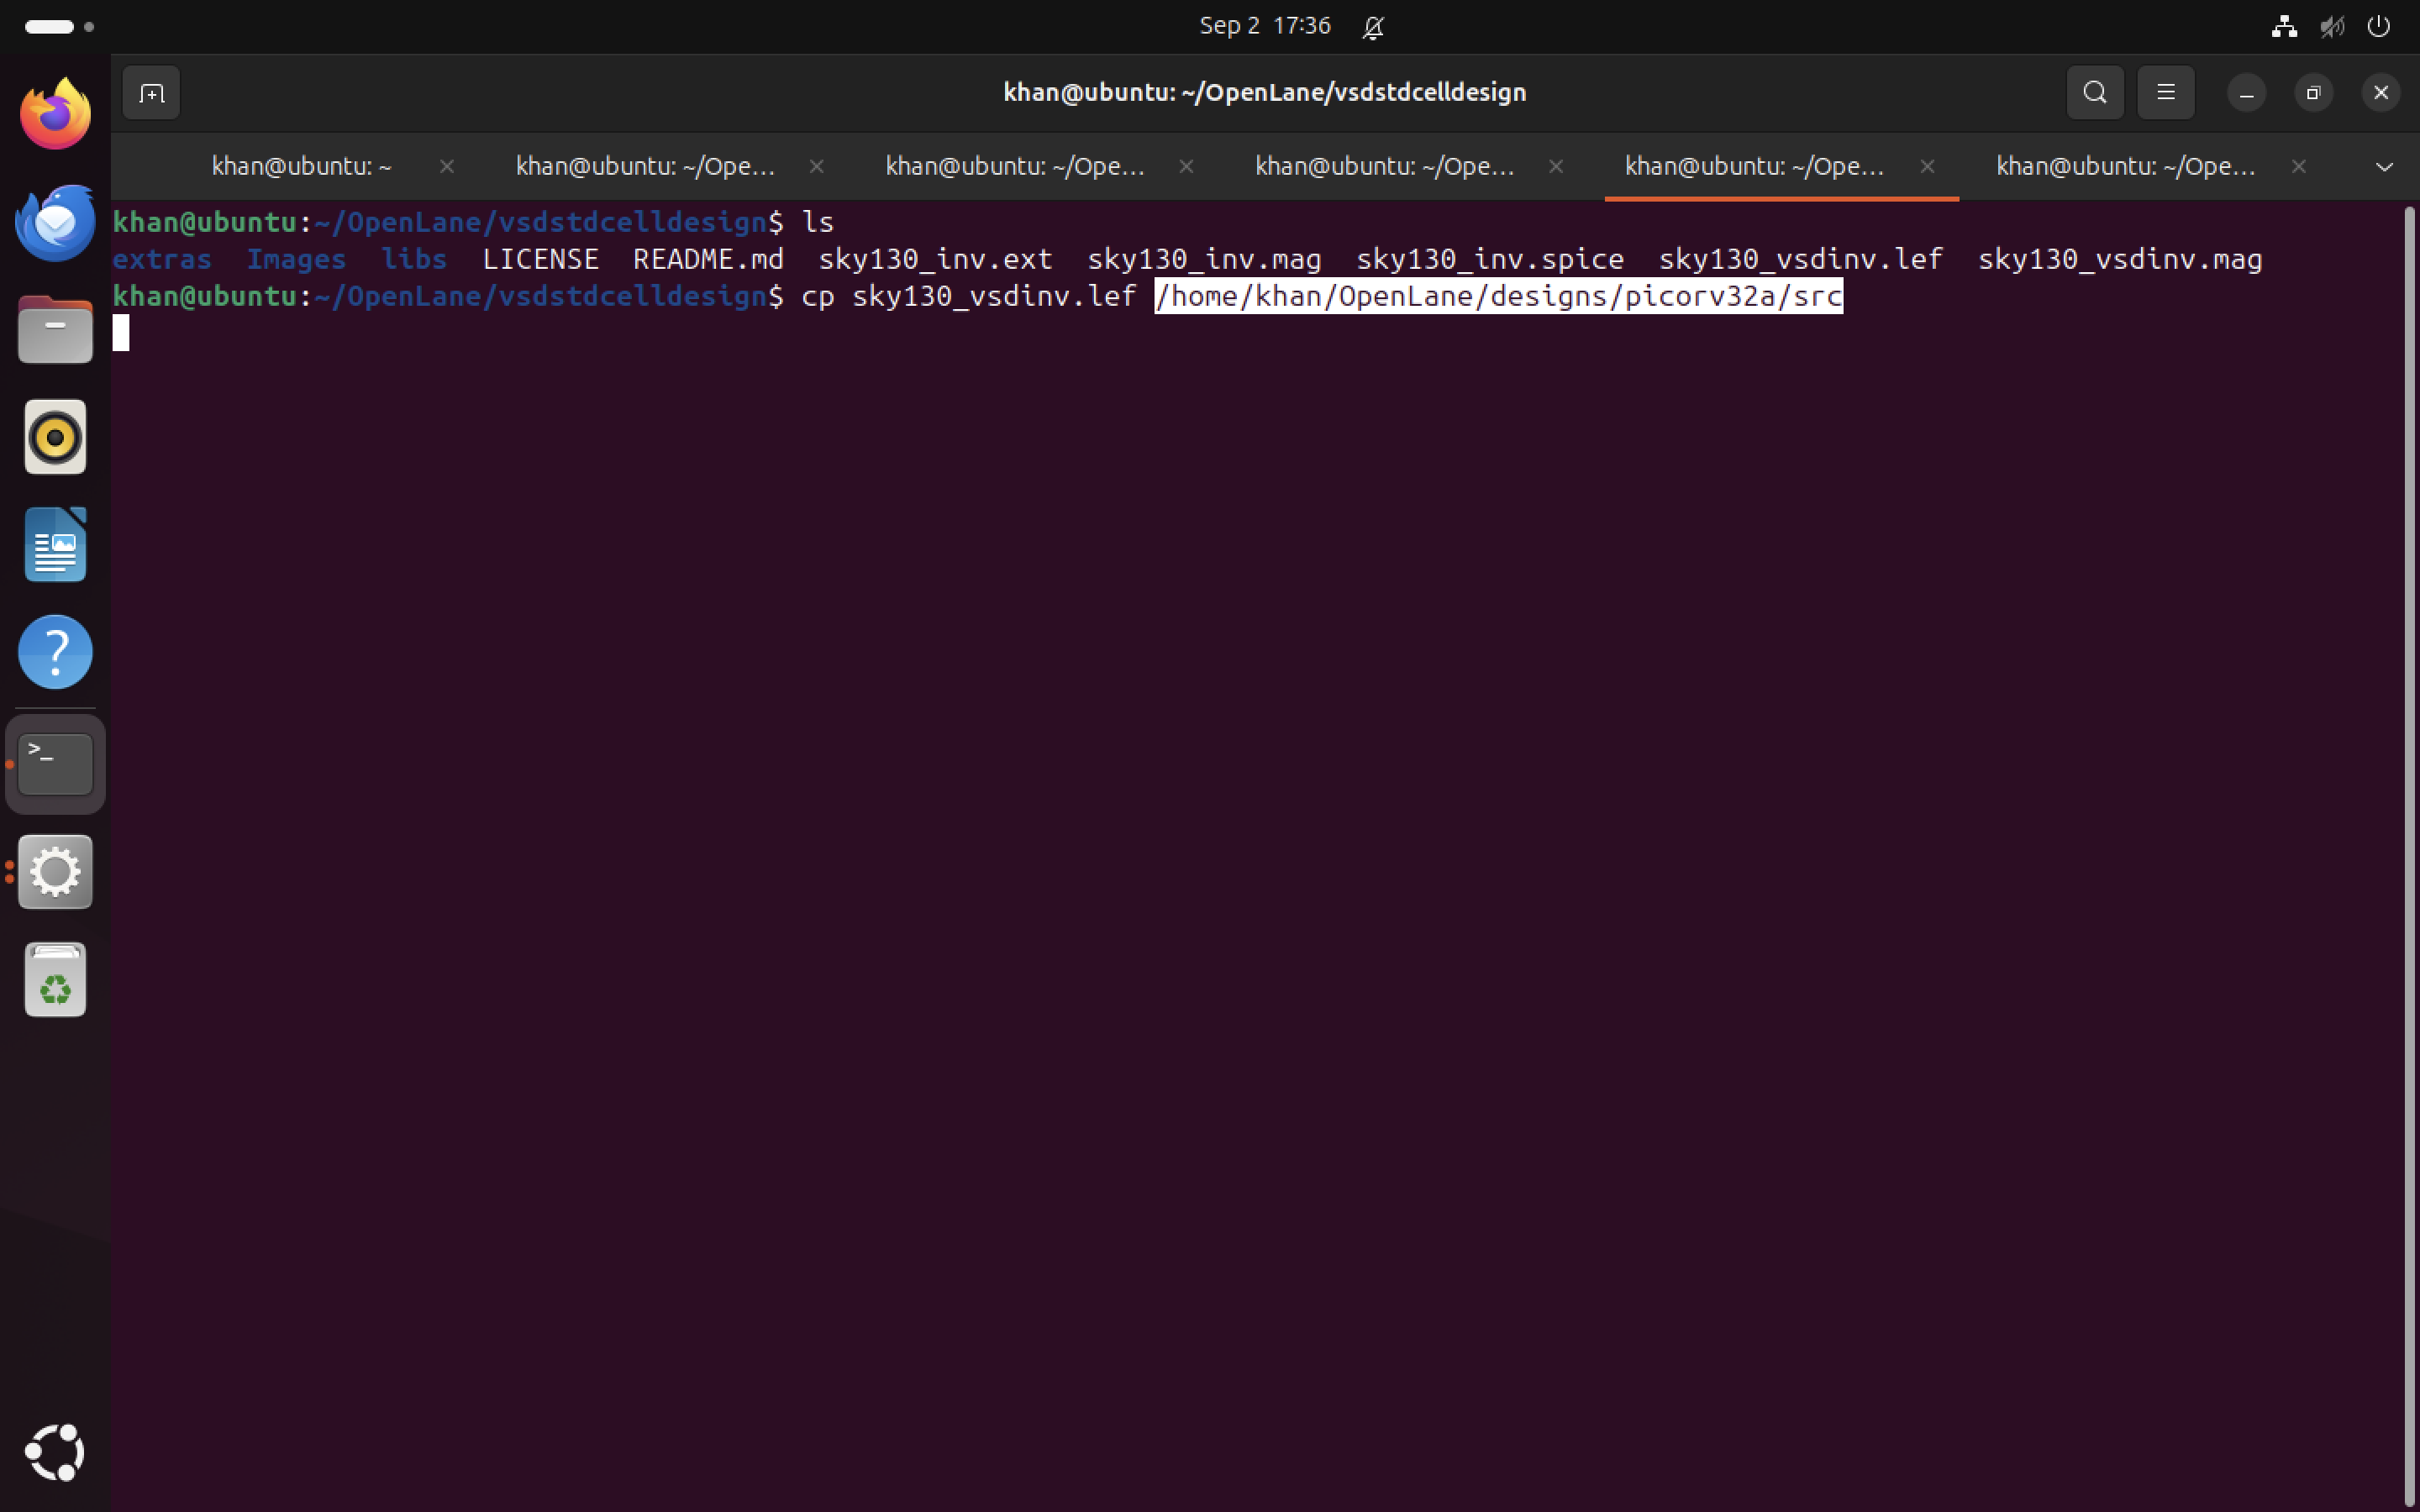 Sep 2 17:36
khan@ubuntu: ~/OpenLane/vsdstdcelldesign
khan@ubuntu: ~
khan@ubuntu: ~/Ope...
khan@ubuntu: ~/Ope...
khan@ubuntu: ~/Ope...
khan@ubuntu: ~/Ope...
khan@ubuntu: ~/Ope...
khan@ubuntu:~/OpenLane/vsdstdcelldesign$ ls
extras Images libs LICENSE README.md sky130_inv.ext sky130_inv.mag sky130_inv.spice sky130_vsdinv.lef sky130_vsdinv.mag
khan@ubuntu:~/OpenLane/vsdstdcelldesign$ cp sky130_vsdinv.lef /home/khan/OpenLane/designs/picorv32a/src